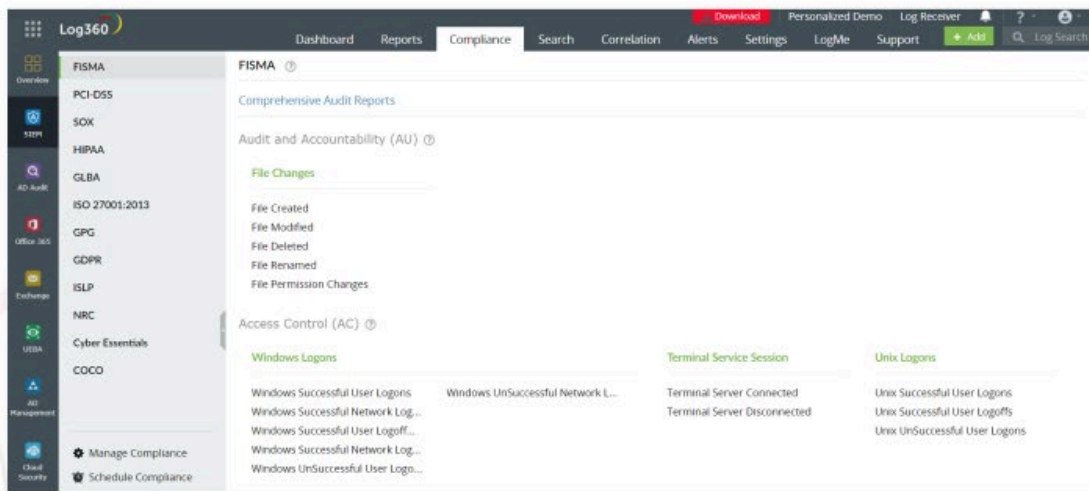 Download Personalized Demo Log Receiver ?
Log360
Dashboard Reports Compliance Search Correlation Alerts Settings LogMe Support + Add Log Search
Overview
SIEM
AD Audit
Office 365
Exchange
UEBA
AD Management
Cloud Security
FISMA
PCI-DSS
SOX
HIPAA
GLBA
ISO 27001:2013
GPG
GDPR
ISLP
NRC
Cyber Essentials
COCO
Manage Compliance
Schedule Compliance
FISMA ?
Comprehensive Audit Reports
Audit and Accountability (AU) ?
File Changes
File Created
File Modified
File Deleted
File Renamed
File Permission Changes
Access Control (AC) ?
Windows Logons
Windows Successful User Logons
Windows Successful Network Log...
Windows Successful User Logoff...
Windows Successful Network Log...
Windows UnSuccessful User Logo...
Windows UnSuccessful Network L...
Terminal Service Session
Terminal Server Connected
Terminal Server Disconnected
Unix Logons
Unix Successful User Logons
Unix Successful User Logoffs
Unix UnSuccessful User Logons